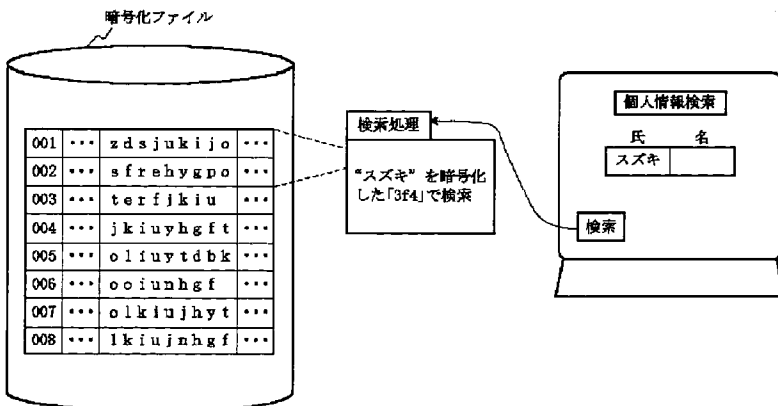 暗号化ファイル
001 ・・・ zdsjukijo ・・・
002 ・・・ sfrehygpo ・・・
003 ・・・ terfjkiu ・・・
004 ・・・ jkiuyhgft ・・・
005 ・・・ oliuytdbk ・・・
006 ・・・ ooiunhgf ・・・
007 ・・・ olkiujhyt ・・・
008 ・・・ lkiujnhgf ・・・
検索処理
“スズキ”を暗号化
した「3f4」で検索
個人情報検索
氏 名
スズキ
検索